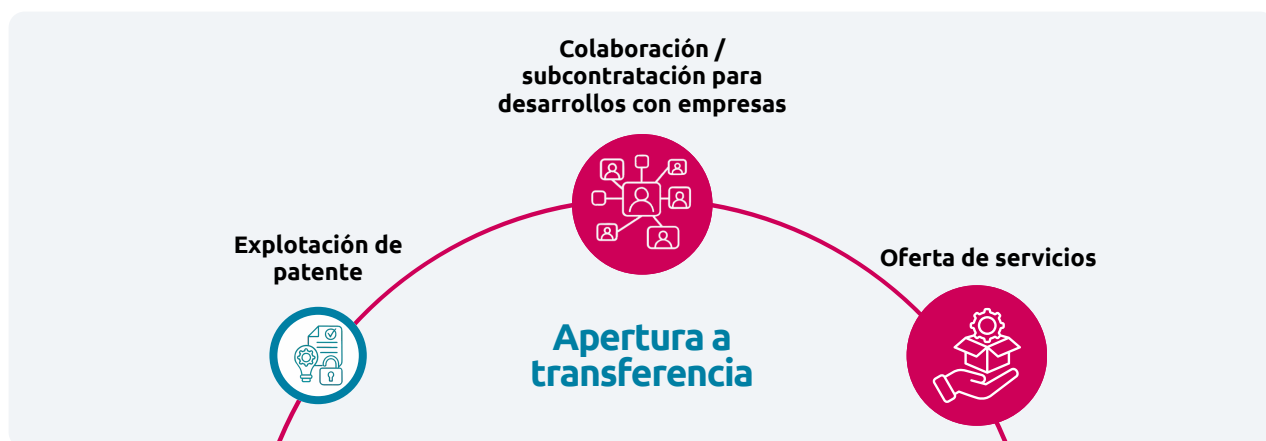 Colaboración /
subcontratación para
desarrollos con empresas
Explotación de
patente
Oferta de servicios
Apertura a
transferencia